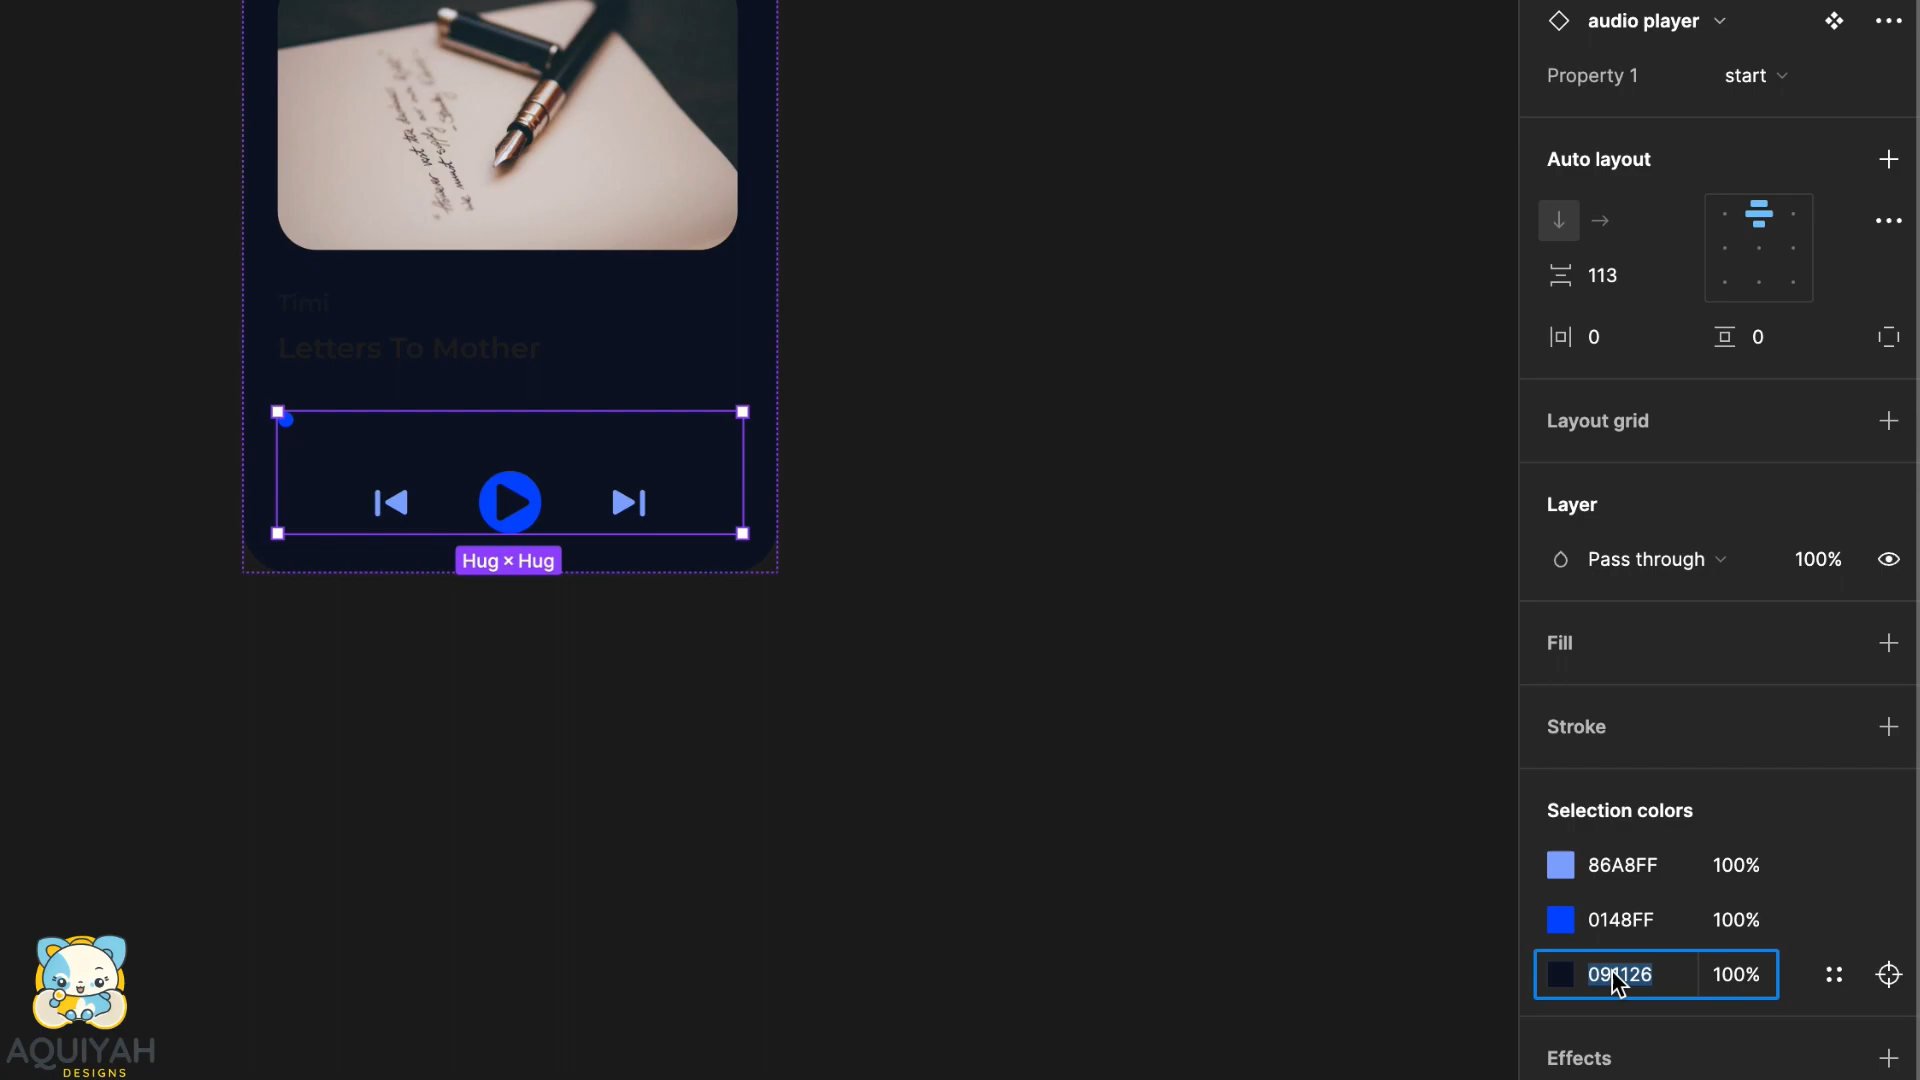 audio player
Property 1 start
Auto layout
113
0 0
Layout grid
Layer
Pass through 100%
Fill
Stroke
Selection colors
86A8FF 100%
0148FF 100%
091126 100%
Effects
Timi
Letters To Mother
Hug × Hug
AQUIYAH
DESIGNS